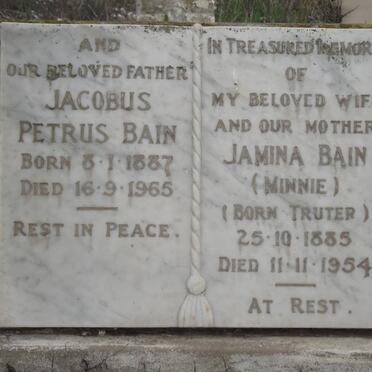 AND
OUR BELOVED FATHER
JACOBUS
PETRUS BAIN
BORN 8·1·1887
DIED 16·9·1965
REST IN PEACE.
IN TREASURED MEMOR
OF
MY BELOVED WIF
AND OUR MOTHER
JAMINA BAIN
(MINNIE)
(BORN TRUTER)
25·10·1885
DIED 11·11·1954
AT REST.